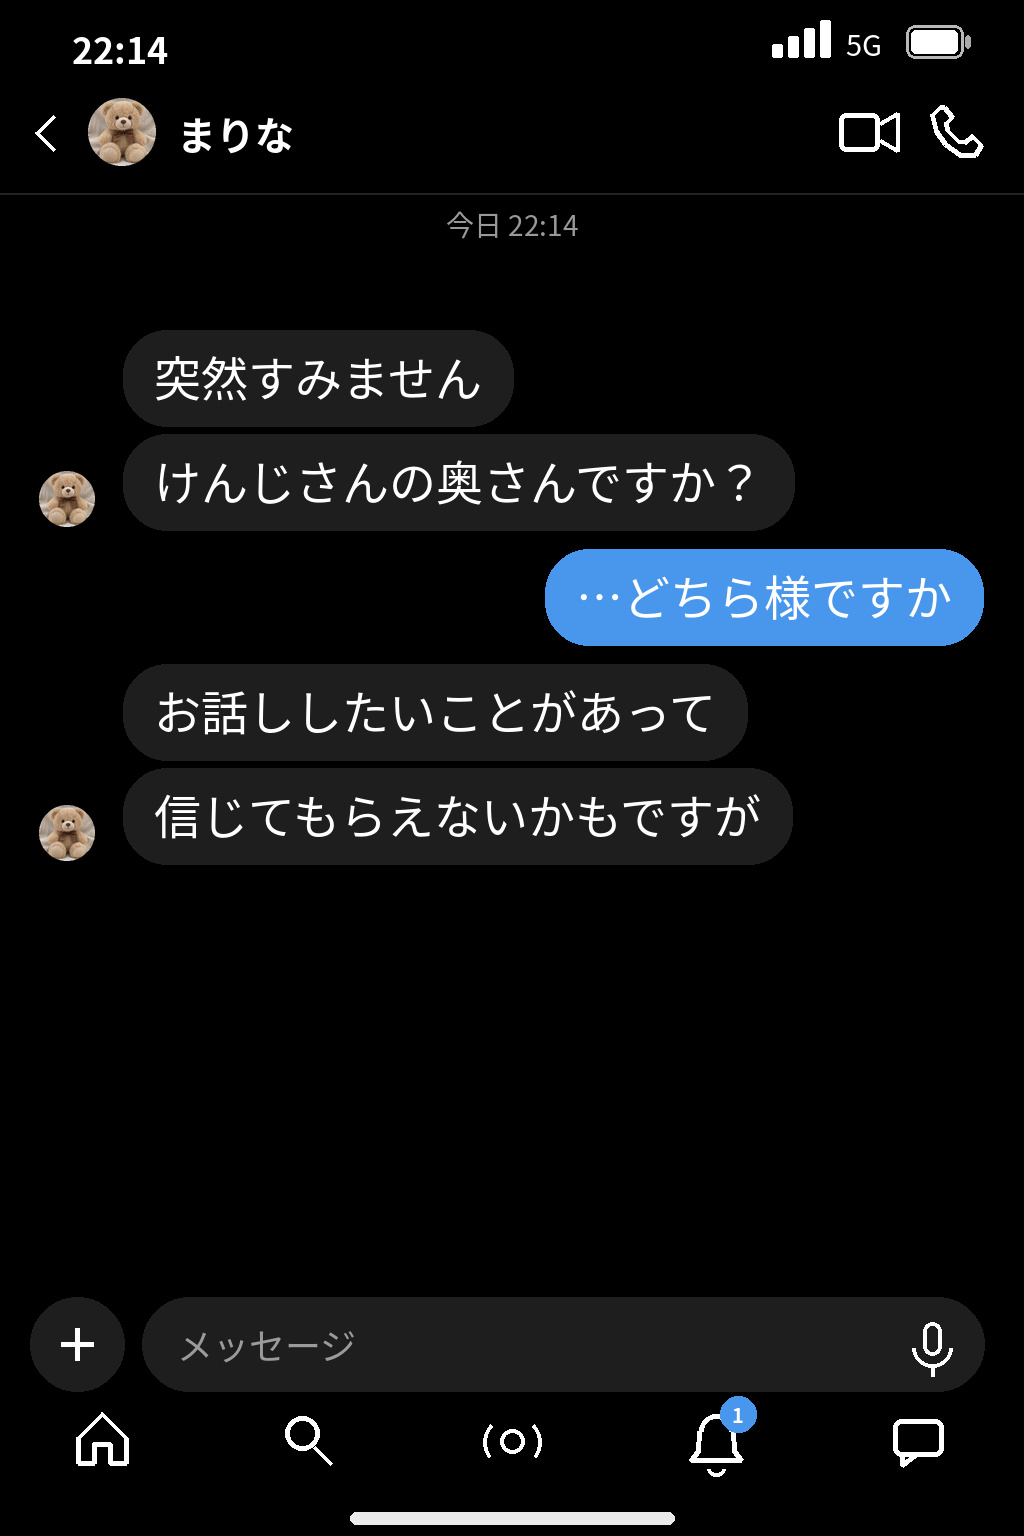 22:14
5G
まりな
今日 22:14
突然すみません
けんじさんの奥さんですか？
…どちら様ですか
お話ししたいことがあって
信じてもらえないかもですが
メッセージ
1